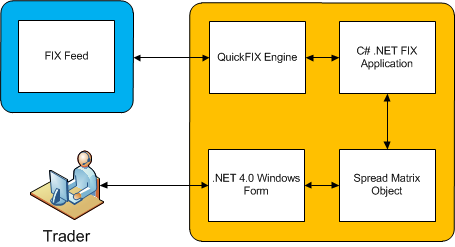 FIX Feed
QuickFIX Engine
C# .NET FIX
Application
.NET 4.0 Windows
Form
Spread Matrix
Object
Trader